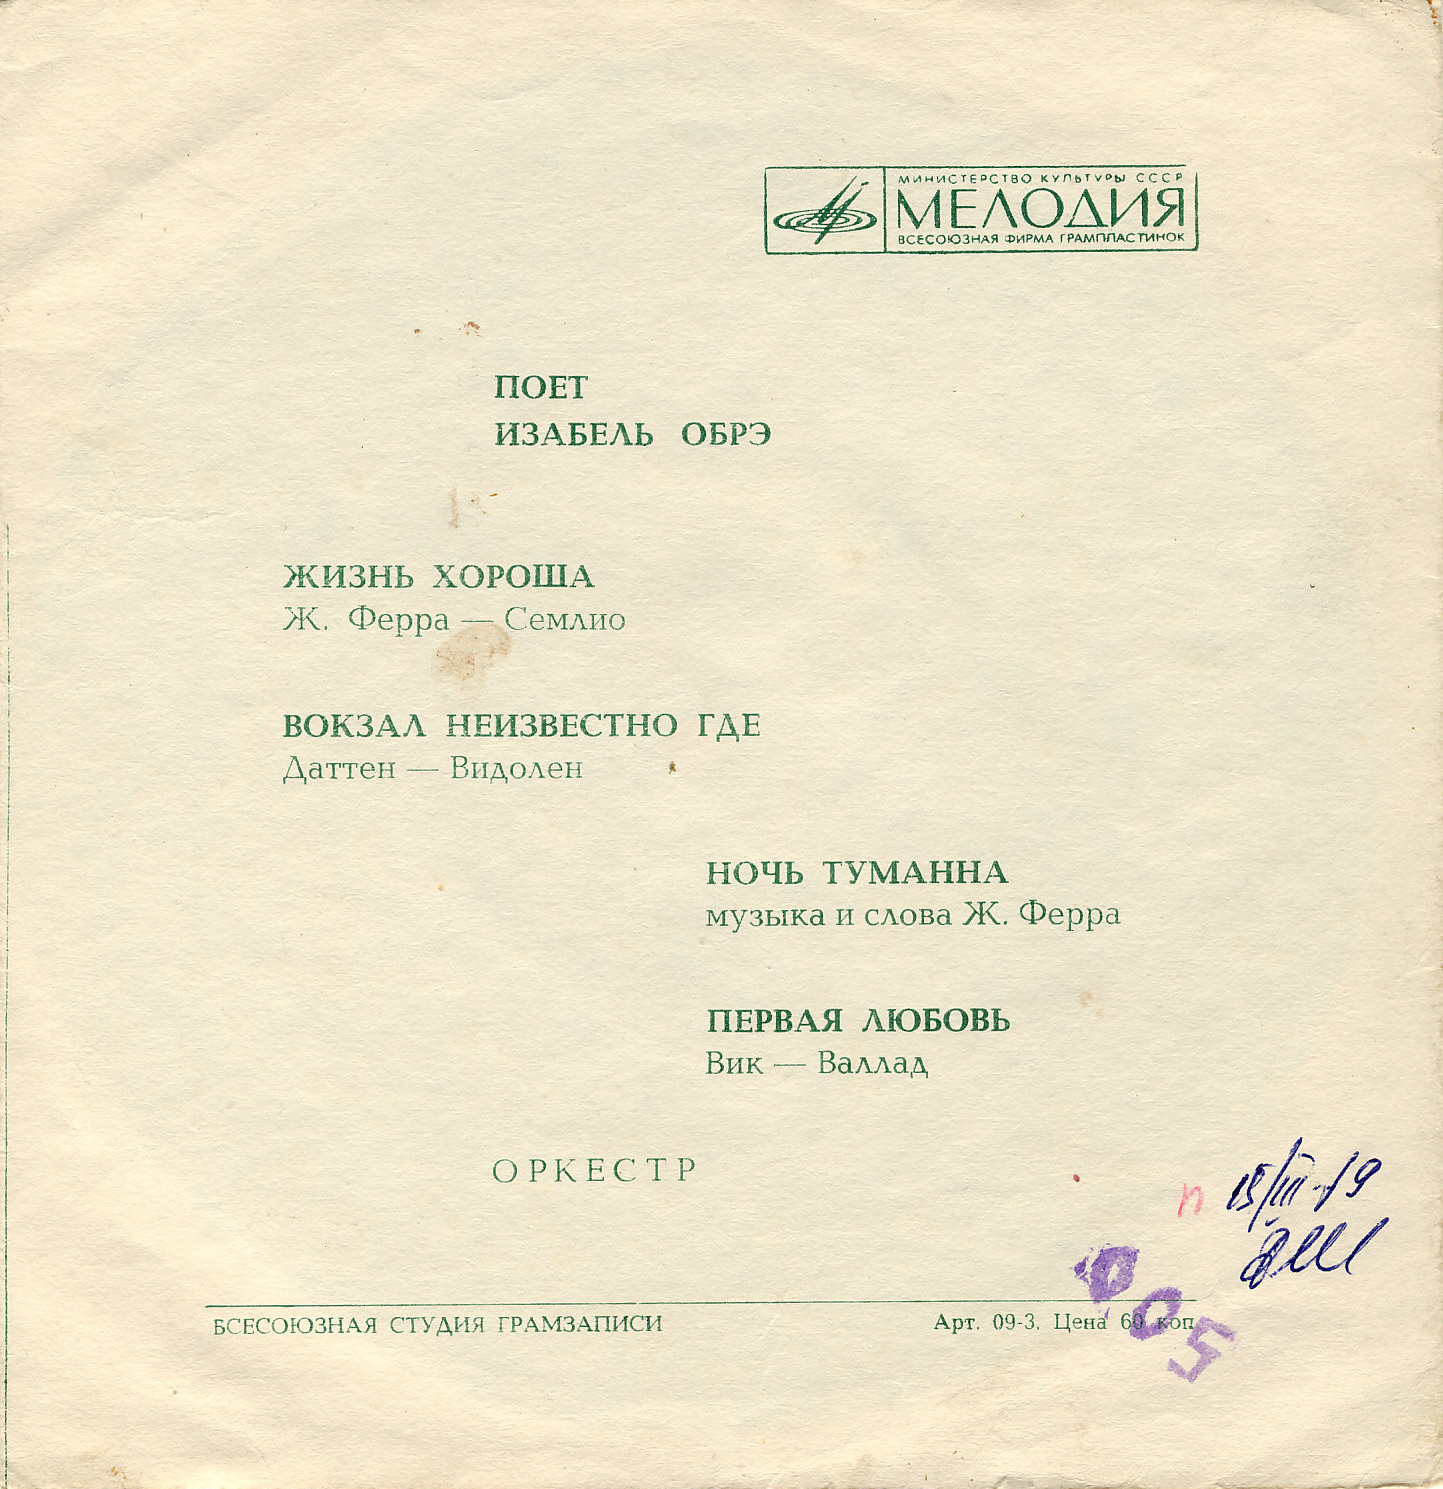 МИНИСТЕРСТВО КУЛЬТУРЫ СССР
МЕЛОДИЯ
ВСЕСОЮЗНАЯ ФИРМА ГРАМПЛАСТИНОК
ПОЕТ
ИЗАБЕЛЬ ОБРЭ
ЖИЗНЬ ХОРОША
Ж. Ферра — Семлио
ВОКЗАЛ НЕИЗВЕСТНО ГДЕ
Даттен — Видолен
НОЧЬ ТУМАННА
музыка и слова Ж. Ферра
ПЕРВАЯ ЛЮБОВЬ
Вик — Валлад
ОРКЕСТР
п
005
ВСЕСОЮЗНАЯ СТУДИЯ ГРАМЗАПИСИ
Арт. 09-3. Цена 60 коп